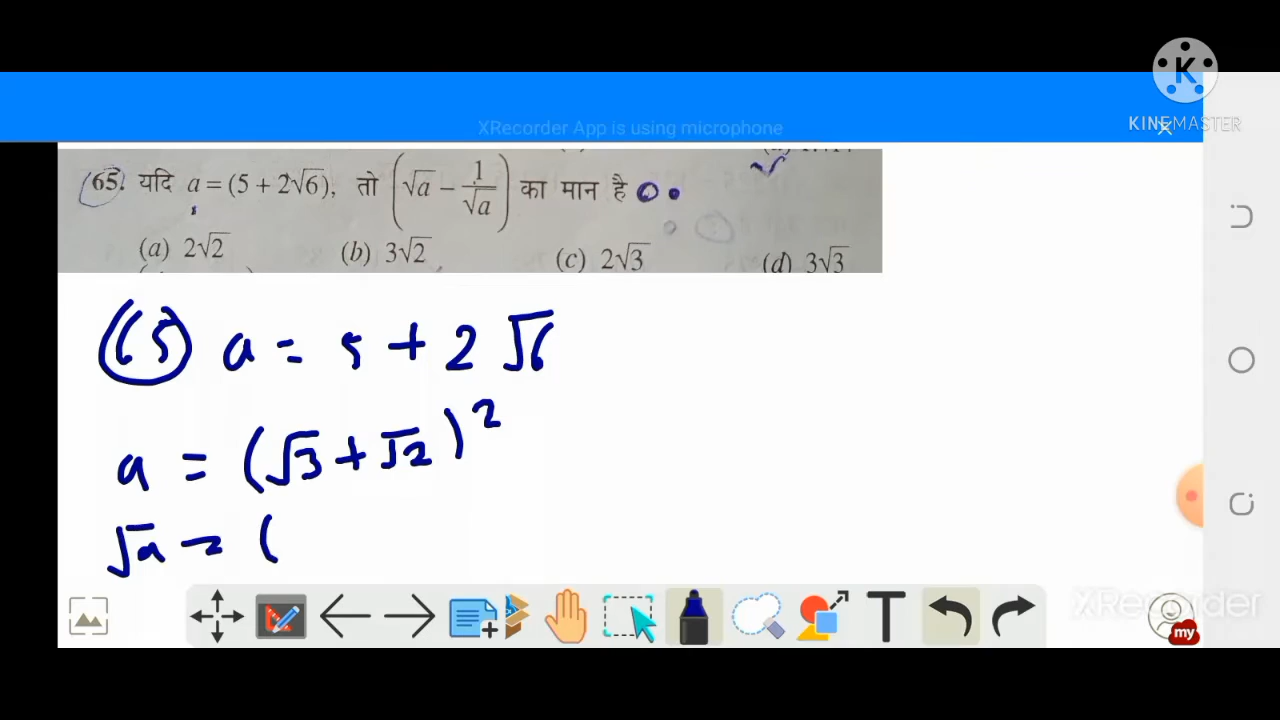 KINEMASTER
XRecorder App is using microphone
65. यदि a = (5 + 2√6), तो (√a − 1/√a) का मान है
(a) 2√2 (b) 3√2 (c) 2√3 (d) 3√3
(65) a = 5 + 2√6
a = (√3 + √2)²
√a = (
T
XRecorder
my